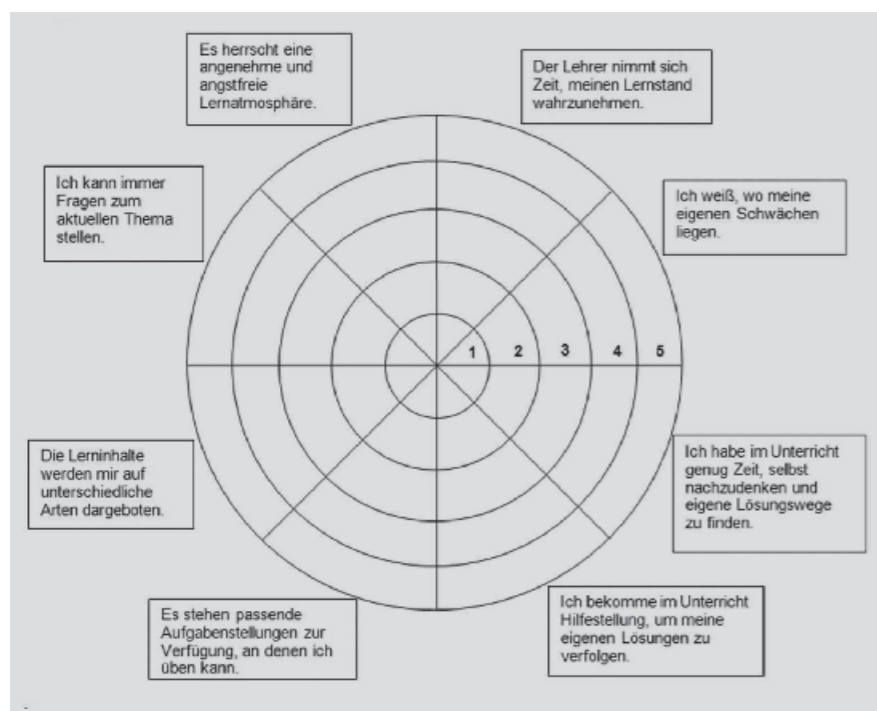 Es herrscht eine
angenehme und
angstfreie
Lernatmosphäre.
Der Lehrer nimmt sich
Zeit, meinen Lernstand
wahrzunehmen.
Ich kann immer
Fragen zum
aktuellen Thema
stellen.
Ich weiß, wo meine
eigenen Schwächen
liegen.
1 2 3 4 5
Die Lerninhalte
werden mir auf
unterschiedliche
Arten dargeboten.
Ich habe im Unterricht
genug Zeit, selbst
nachzudenken und
eigene Lösungswege
zu finden.
Es stehen passende
Aufgabenstellungen zur
Verfügung, an denen ich
üben kann.
Ich bekomme im Unterricht
Hilfestellung, um meine
eigenen Lösungen zu
verfolgen.